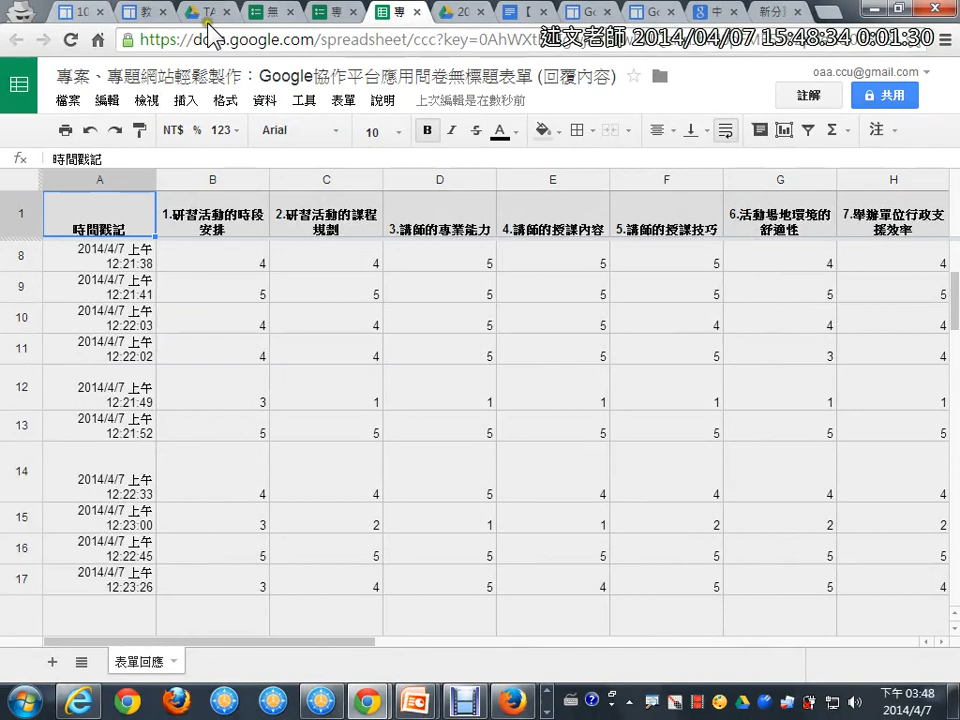 10 教 TA 無 專 專 20 【 Go Go 中 新分
https://docs.google.com/spreadsheet/ccc?key=0AhWXt
述文老師 2014/04/07 15:48:34 0:01:30
專案、專題網站輕鬆製作：Google協作平台應用問卷無標題表單 (回覆內容)
oaa.ccu@gmail.com
檔案 編輯 檢視 插入 格式 資料 工具 表單 說明 上次編輯是在數秒前
註解 共用
NT$ % 123 Arial 10 B I S A Σ 注
fx 時間戳記
A B C D E F G H
1 時間戳記 1.研習活動的時段安排 2.研習活動的課程規劃 3.講師的專業能力 4.講師的授課內容 5.講師的授課技巧 6.活動場地環境的舒適性 7.舉辦單位行政支援效率
8 2014/4/7 上午 12:21:38 4 4 5 5 5 4 4
9 2014/4/7 上午 12:21:41 5 5 5 5 5 5 5
10 2014/4/7 上午 12:22:03 4 4 5 5 4 4 4
11 2014/4/7 上午 12:22:02 4 4 5 5 5 3 4
12 2014/4/7 上午 12:21:49 3 1 1 1 1 1 1
13 2014/4/7 上午 12:21:52 5 5 5 5 5 5 5
14 2014/4/7 上午 12:22:33 4 4 5 4 4 4 4
15 2014/4/7 上午 12:23:00 3 2 1 1 2 2 2
16 2014/4/7 上午 12:22:45 5 5 5 5 5 5 5
17 2014/4/7 上午 12:23:26 3 4 5 4 5 5 4
表單回應
下午 03:48
2014/4/7